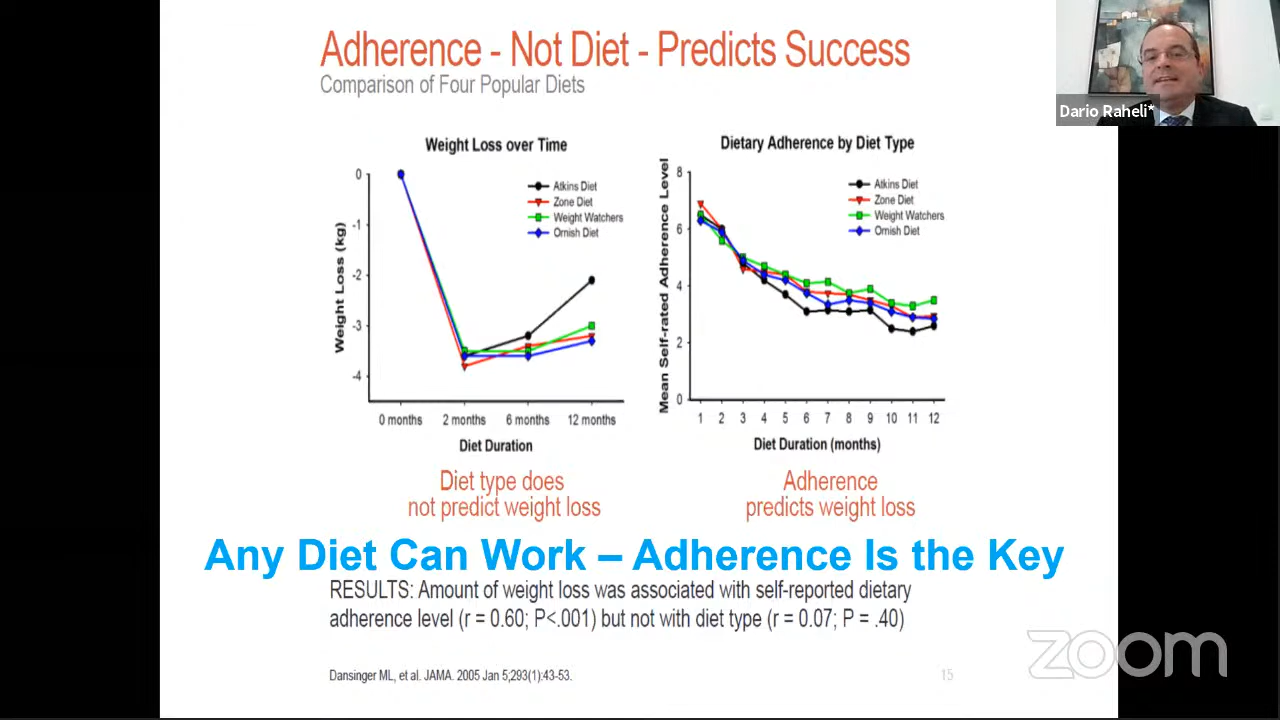 Adherence - Not Diet - Predicts Success
Comparison of Four Popular Diets
Dario Raheli*
Weight Loss over Time
Weight Loss (kg)
0
-1
-2
-3
-4
Atkins Diet
Zone Diet
Weight Watchers
Ornish Diet
0 months 2 months 6 months 12 months
Diet Duration
Dietary Adherence by Diet Type
Mean Self-rated Adherence Level
8
6
4
2
0
Atkins Diet
Zone Diet
Weight Watchers
Ornish Diet
1 2 3 4 5 6 7 8 9 10 11 12
Diet Duration (months)
Diet type does
not predict weight loss
Adherence
predicts weight loss
Any Diet Can Work – Adherence Is the Key
RESULTS: Amount of weight loss was associated with self-reported dietary
adherence level (r = 0.60; P<.001) but not with diet type (r = 0.07; P = .40)
Dansinger ML, et al. JAMA. 2005 Jan 5;293(1):43-53.
15
zoom